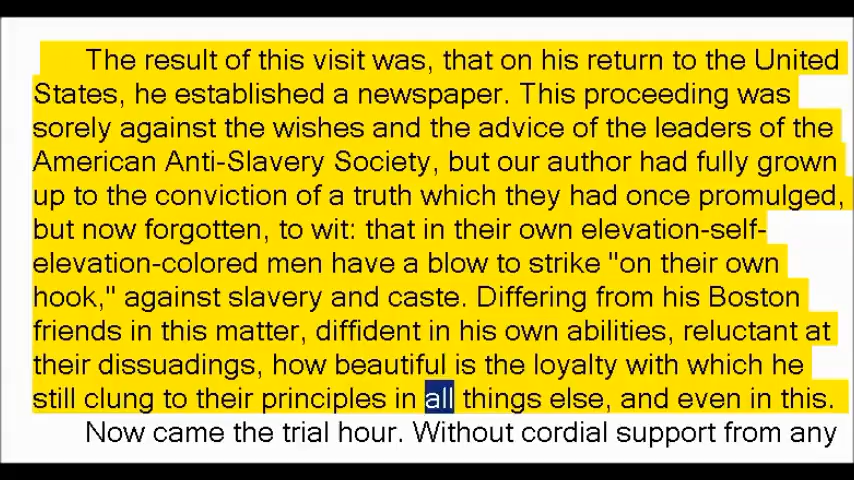 The result of this visit was, that on his return to the United
States, he established a newspaper. This proceeding was
sorely against the wishes and the advice of the leaders of the
American Anti-Slavery Society, but our author had fully grown
up to the conviction of a truth which they had once promulged,
but now forgotten, to wit: that in their own elevation-self-
elevation-colored men have a blow to strike "on their own
hook," against slavery and caste. Differing from his Boston
friends in this matter, diffident in his own abilities, reluctant at
their dissuadings, how beautiful is the loyalty with which he
still clung to their principles in all things else, and even in this.
Now came the trial hour. Without cordial support from any